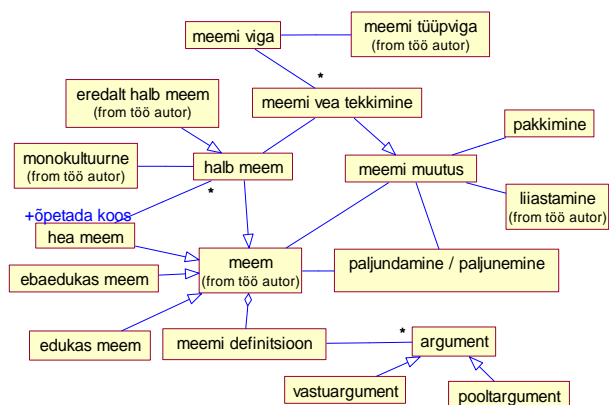 meemi viga
meemi tüüpviga
(from töö autor)
*
eredalt halb meem
(from töö autor)
meemi vea tekkimine
pakkimine
monokultuurne
(from töö autor)
halb meem
meemi muutus
*
liiastamine
(from töö autor)
+õpetada koos
hea meem
meem
(from töö autor)
paljundamine / paljunemine
ebaedukas meem
edukas meem
meemi definitsioon
*
argument
vastuargument
pooltargument